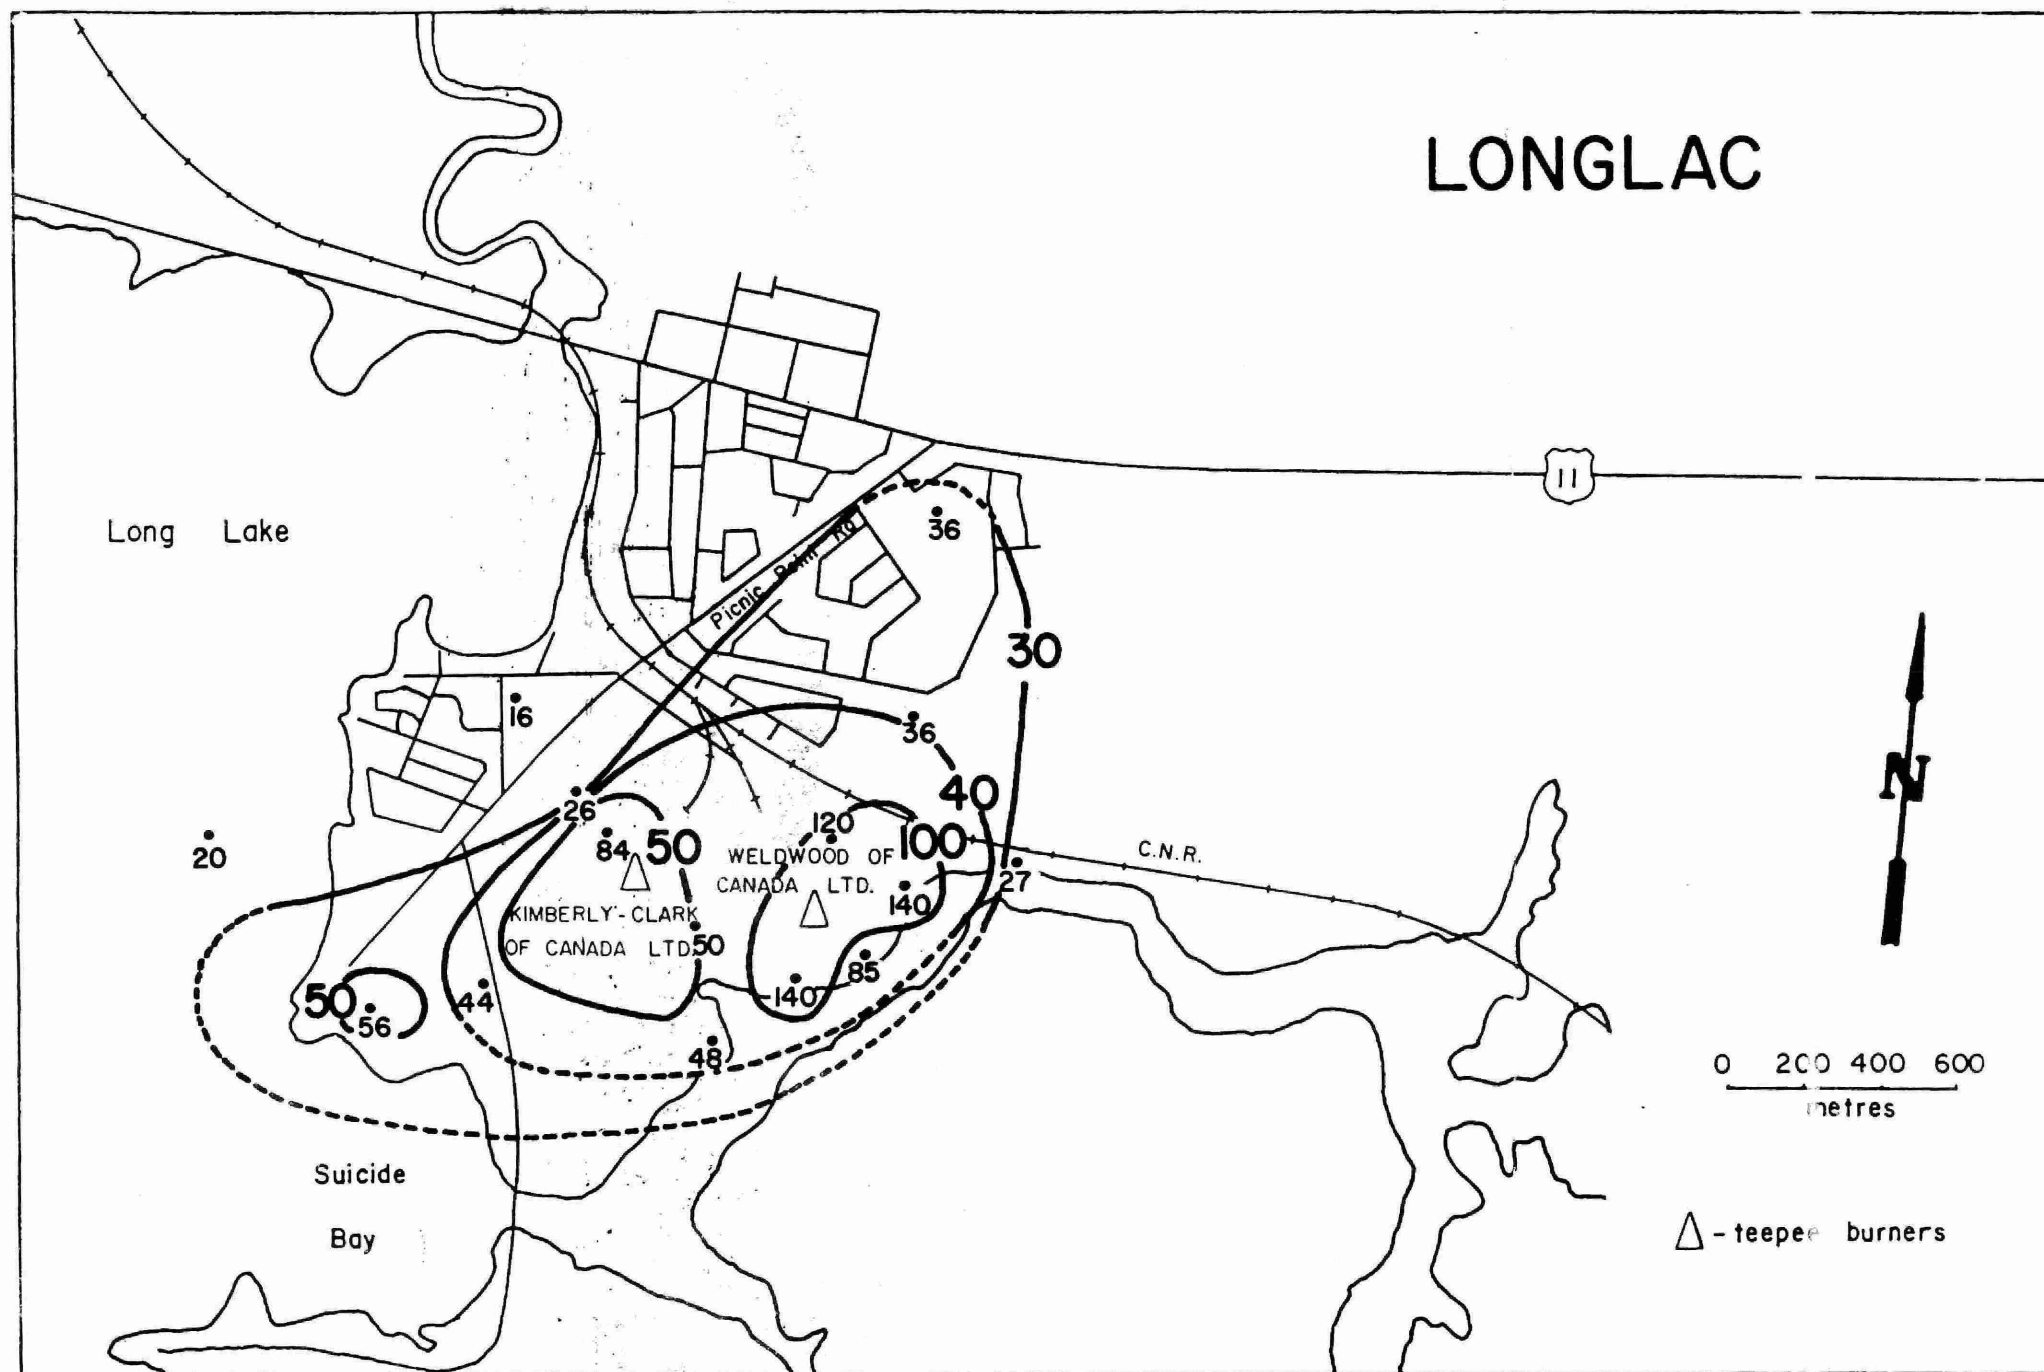 LONGLAC
11
Long Lake
36
Picnic Point Rd
30
16
36
26
40
120
100
20
84
50
WELDWOOD OF
CANADA LTD.
C.N.R.
27
140
KIMBERLY-CLARK
OF CANADA LTD.
50
85
50
44
140
56
48
N
0 200 400 600
metres
Suicide
Bay
- teepee burners